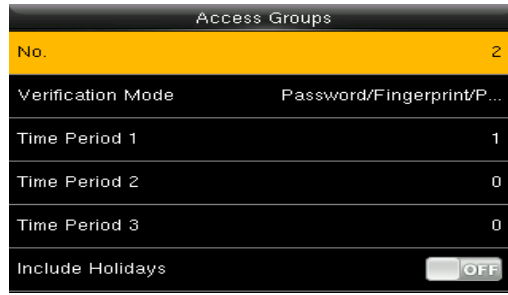 Access Groups
No. 2
Verification Mode Password/Fingerprint/P...
Time Period 1 1
Time Period 2 0
Time Period 3 0
Include Holidays OFF